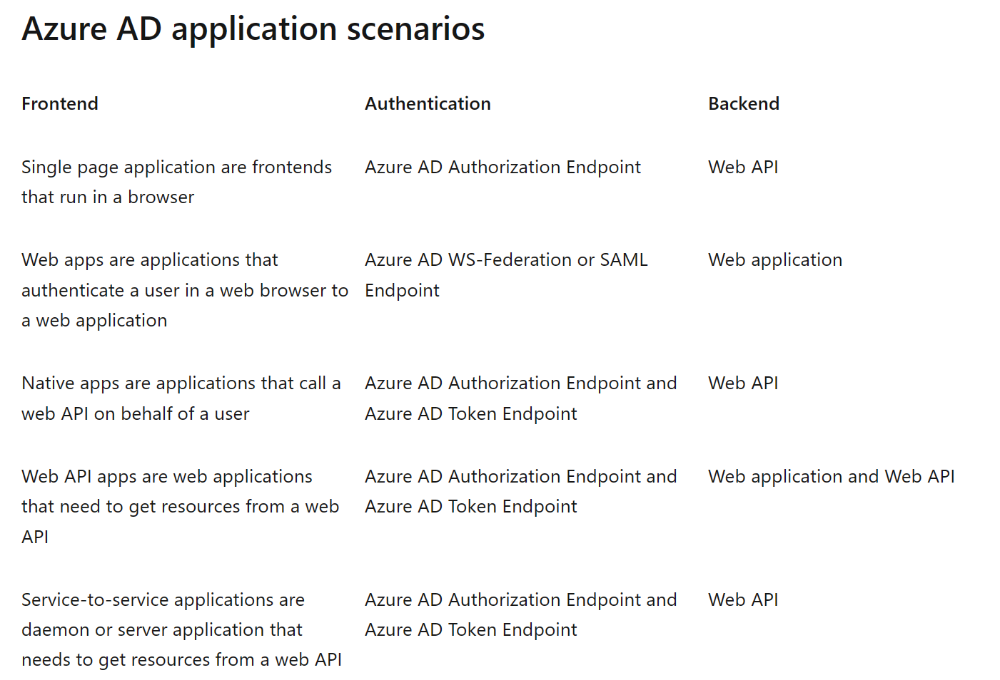 Azure AD application scenarios
Frontend
Authentication
Backend
Single page application are frontends
that run in a browser
Azure AD Authorization Endpoint
Web API
Web apps are applications that
authenticate a user in a web browser to
a web application
Azure AD WS-Federation or SAML
Endpoint
Web application
Native apps are applications that call a
web API on behalf of a user
Azure AD Authorization Endpoint and
Azure AD Token Endpoint
Web API
Web API apps are web applications
that need to get resources from a web
API
Azure AD Authorization Endpoint and
Azure AD Token Endpoint
Web application and Web API
Service-to-service applications are
daemon or server application that
needs to get resources from a web API
Azure AD Authorization Endpoint and
Azure AD Token Endpoint
Web API